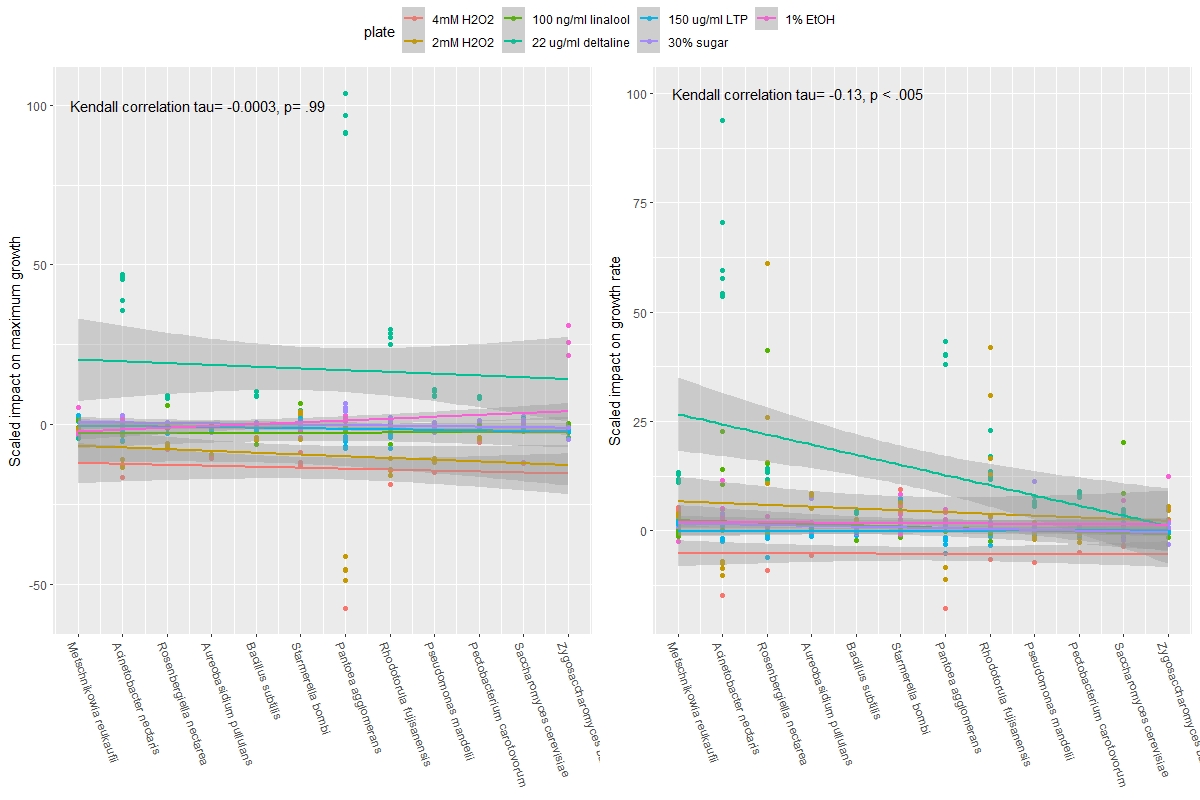 plate
4mM H2O2
100 ng/ml linalool
150 ug/ml LTP
1% EtOH
2mM H2O2
22 ug/ml deltaline
30% sugar
Scaled impact on maximum growth
100
50
0
-50
Kendall correlation tau= -0.0003, p= .99
Metschnikowia reukaufii
Acinetobacter nectaris
Rosenbergiella nectarea
Aureobasidium pullulans
Bacillus subtilis
Starmerella bombi
Pantoea agglomerans
Rhodotorula fujisanensis
Pseudomonas mandelii
Pectobacterium carotovorum
Saccharomyces cerevisiae
Zygosaccharomyces
Scaled impact on growth rate
100
75
50
25
0
Kendall correlation tau= -0.13, p < .005
Metschnikowia reukaufii
Acinetobacter nectaris
Rosenbergiella nectarea
Aureobasidium pullulans
Bacillus subtilis
Starmerella bombi
Pantoea agglomerans
Rhodotorula fujisanensis
Pseudomonas mandelii
Pectobacterium carotovorum
Saccharomyces cerevisiae
Zygosaccharomyces